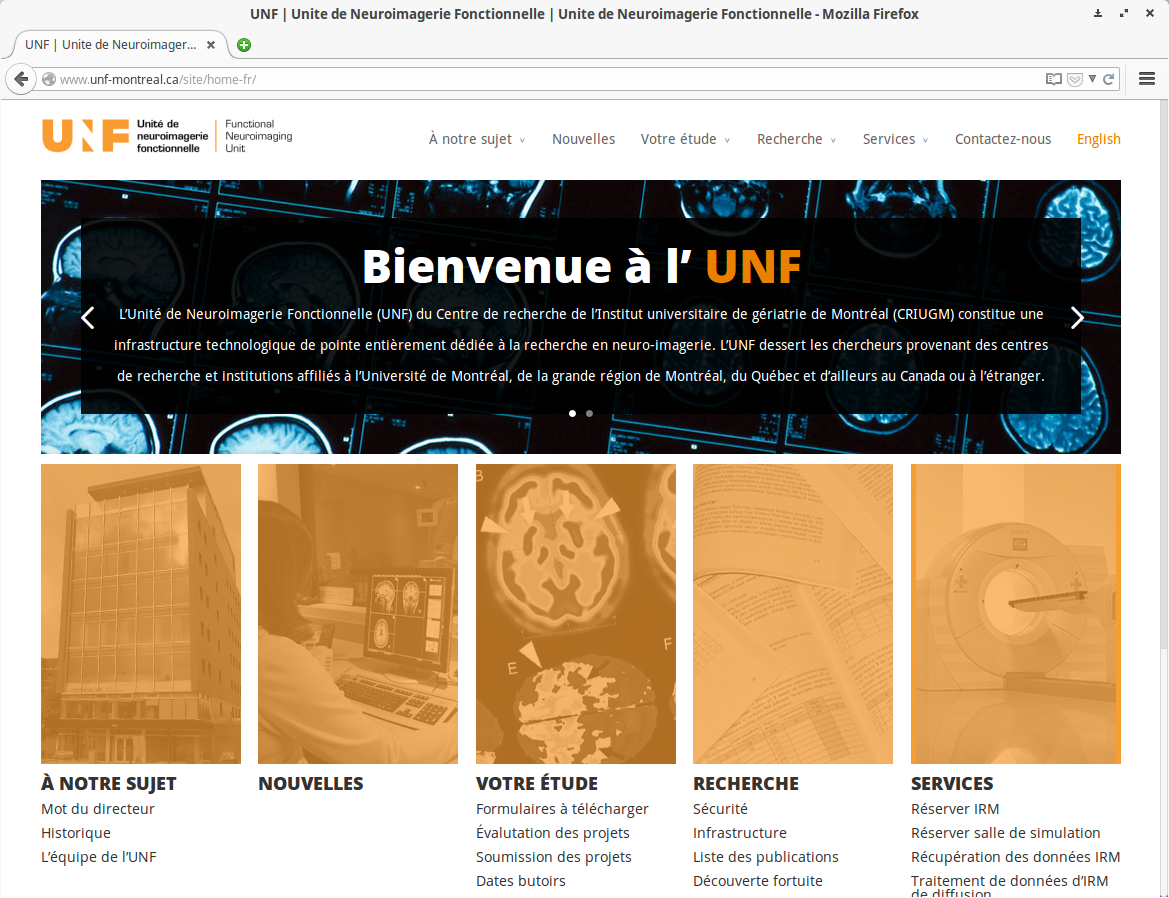 UNF | Unite de Neuroimagerie Fonctionnelle | Unite de Neuroimagerie Fonctionnelle - Mozilla Firefox
UNF | Unite de Neuroimager...
www.unf-montreal.ca/site/home-fr/
UNF
Unité de
neuroimagerie
fonctionnelle
Functional
Neuroimaging
Unit
À notre sujet
Nouvelles
Votre étude
Recherche
Services
Contactez-nous
English
Bienvenue à l’ UNF
L’Unité de Neuroimagerie Fonctionnelle (UNF) du Centre de recherche de l’Institut universitaire de gériatrie de Montréal (CRIUGM) constitue une
infrastructure technologique de pointe entièrement dédiée à la recherche en neuro-imagerie. L’UNF dessert les chercheurs provenant des centres
de recherche et institutions affiliés à l’Université de Montréal, de la grande région de Montréal, du Québec et d’ailleurs au Canada ou à l’étranger.
B
E
F
À NOTRE SUJET
Mot du directeur
Historique
L’équipe de l’UNF
NOUVELLES
VOTRE ÉTUDE
Formulaires à télécharger
Évalutation des projets
Soumission des projets
Dates butoirs
RECHERCHE
Sécurité
Infrastructure
Liste des publications
Découverte fortuite
SERVICES
Réserver IRM
Réserver salle de simulation
Récupération des données IRM
Traitement de données d’IRM
de diffusion